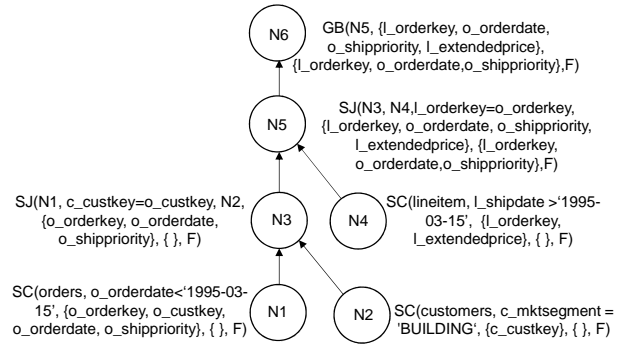 N6
GB(N5, {l_orderkey, o_orderdate,
o_shippriority, l_extendedprice},
{l_orderkey, o_orderdate,o_shippriority},F)
N5
SJ(N3, N4,l_orderkey=o_orderkey,
{l_orderkey, o_orderdate, o_shippriority,
l_extendedprice}, {l_orderkey,
o_orderdate,o_shippriority},F)
SJ(N1, c_custkey=o_custkey, N2,
{o_orderkey, o_orderdate,
o_shippriority}, { }, F)
N3
N4
SC(lineitem, l_shipdate >‘1995-
03-15’, {l_orderkey,
l_extendedprice}, { }, F)
SC(orders, o_orderdate<‘1995-03-
15’, {o_orderkey, o_custkey,
o_orderdate, o_shippriority}, { }, F)
N1
N2
SC(customers, c_mktsegment =
’BUILDING‘, {c_custkey}, { }, F)